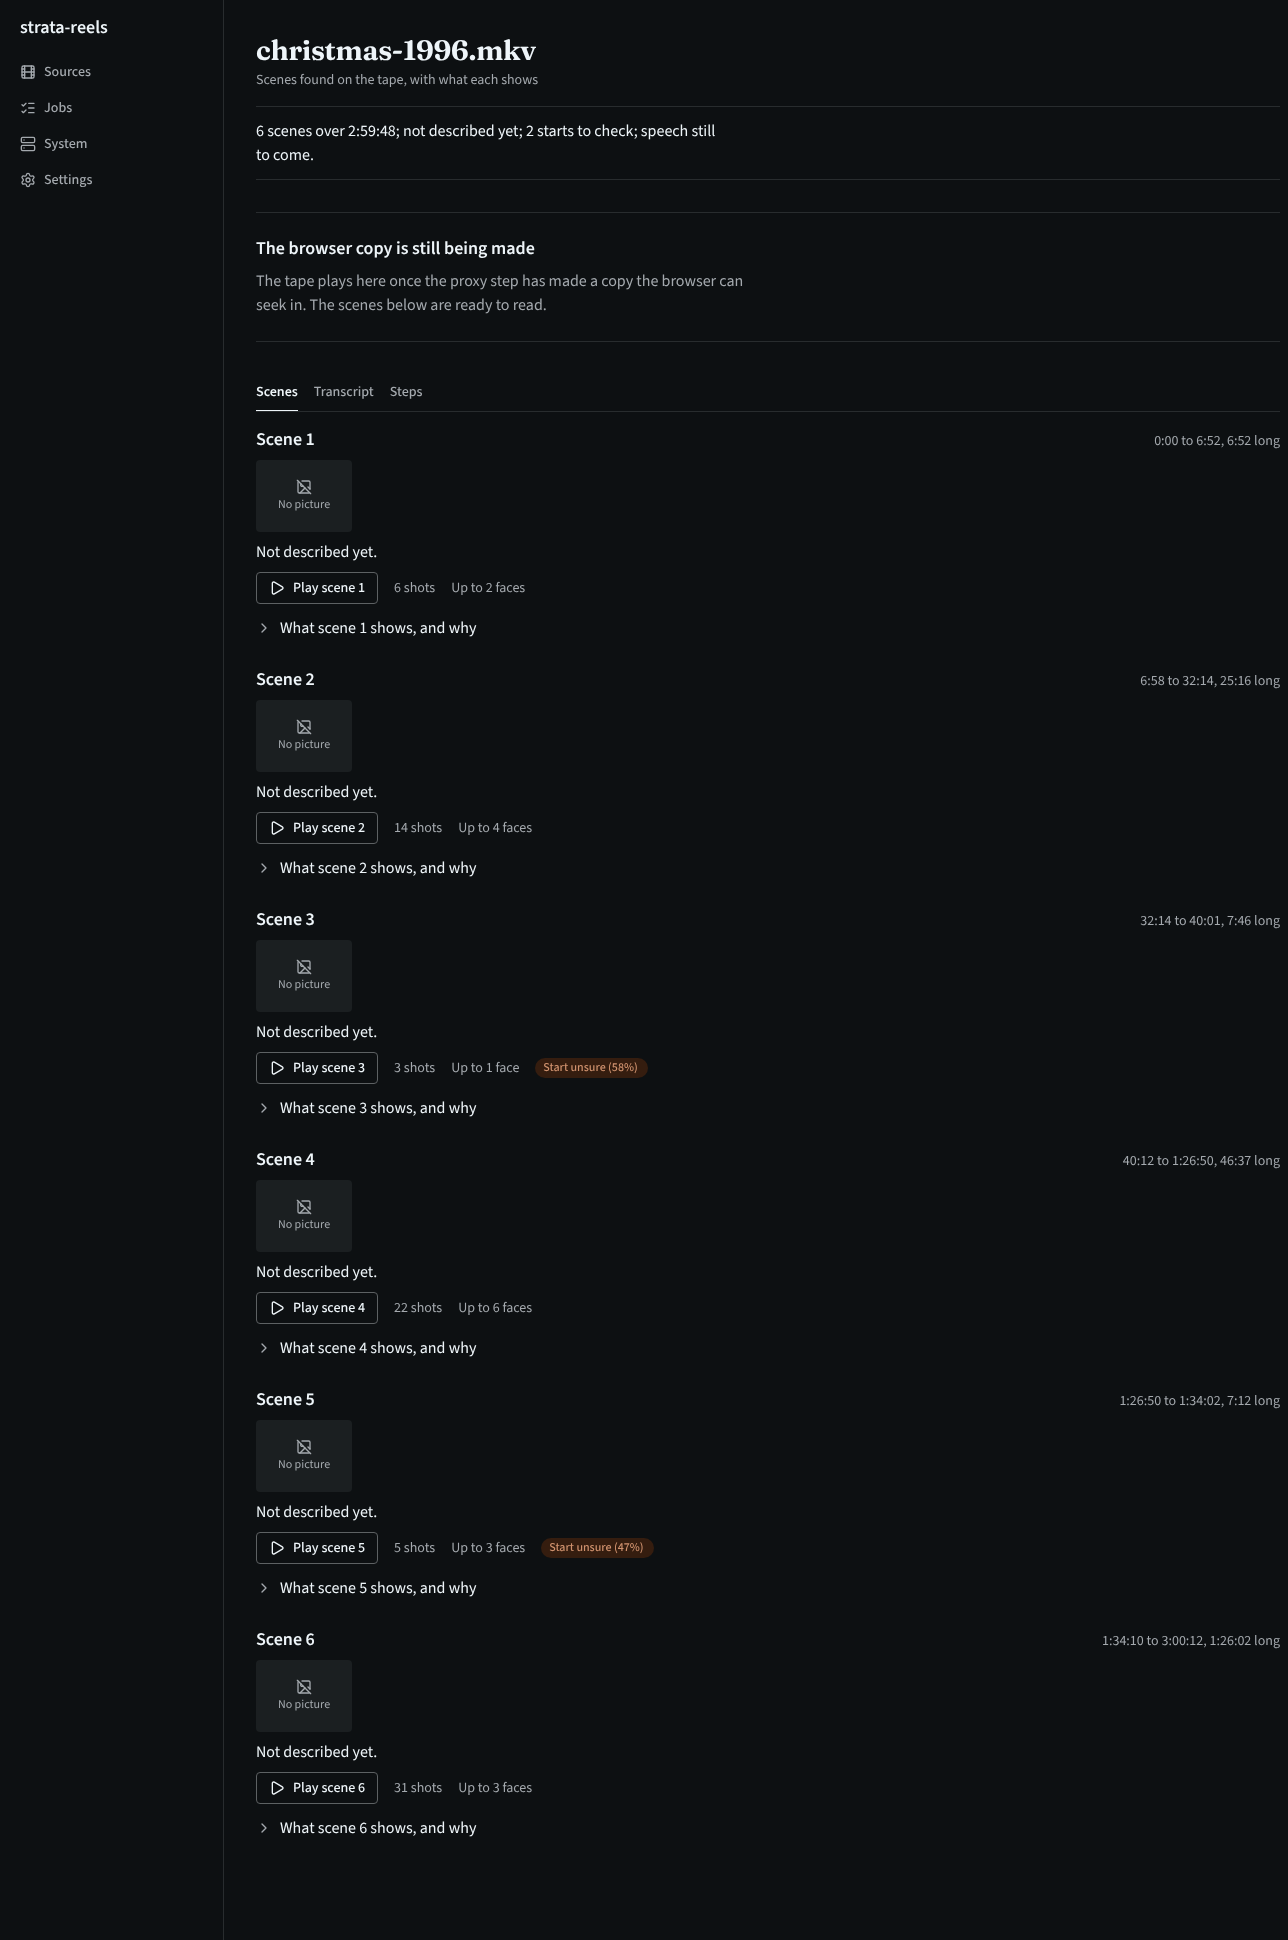 strata-reels
Sources
Jobs
System
Settings
christmas-1996.mkv
Scenes found on the tape, with what each shows
6 scenes over 2:59:48; not described yet; 2 starts to check; speech still
to come.
The browser copy is still being made
The tape plays here once the proxy step has made a copy the browser can
seek in. The scenes below are ready to read.
Scenes Transcript Steps
Scene 1 0:00 to 6:52, 6:52 long
No picture
Not described yet.
Play scene 1 6 shots Up to 2 faces
What scene 1 shows, and why
Scene 2 6:58 to 32:14, 25:16 long
No picture
Not described yet.
Play scene 2 14 shots Up to 4 faces
What scene 2 shows, and why
Scene 3 32:14 to 40:01, 7:46 long
No picture
Not described yet.
Play scene 3 3 shots Up to 1 face Start unsure (58%)
What scene 3 shows, and why
Scene 4 40:12 to 1:26:50, 46:37 long
No picture
Not described yet.
Play scene 4 22 shots Up to 6 faces
What scene 4 shows, and why
Scene 5 1:26:50 to 1:34:02, 7:12 long
No picture
Not described yet.
Play scene 5 5 shots Up to 3 faces Start unsure (47%)
What scene 5 shows, and why
Scene 6 1:34:10 to 3:00:12, 1:26:02 long
No picture
Not described yet.
Play scene 6 31 shots Up to 3 faces
What scene 6 shows, and why